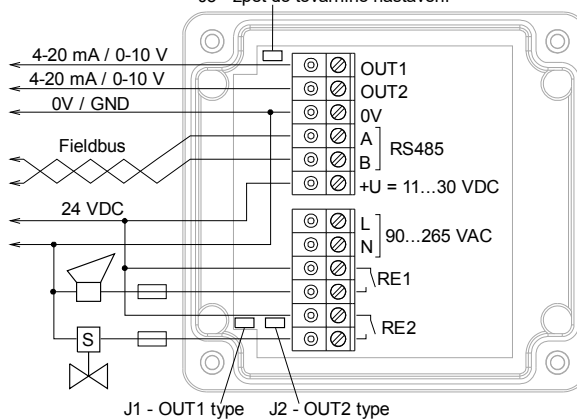 4-20 mA / 0-10 V
OUT1
4-20 mA / 0-10 V
OUT2
0V / GND
0V
Fieldbus
A
B
RS485
+U = 11...30 VDC
24 VDC
L
N
90...265 VAC
RE1
RE2
S
J1 - OUT1 type
J2 - OUT2 type